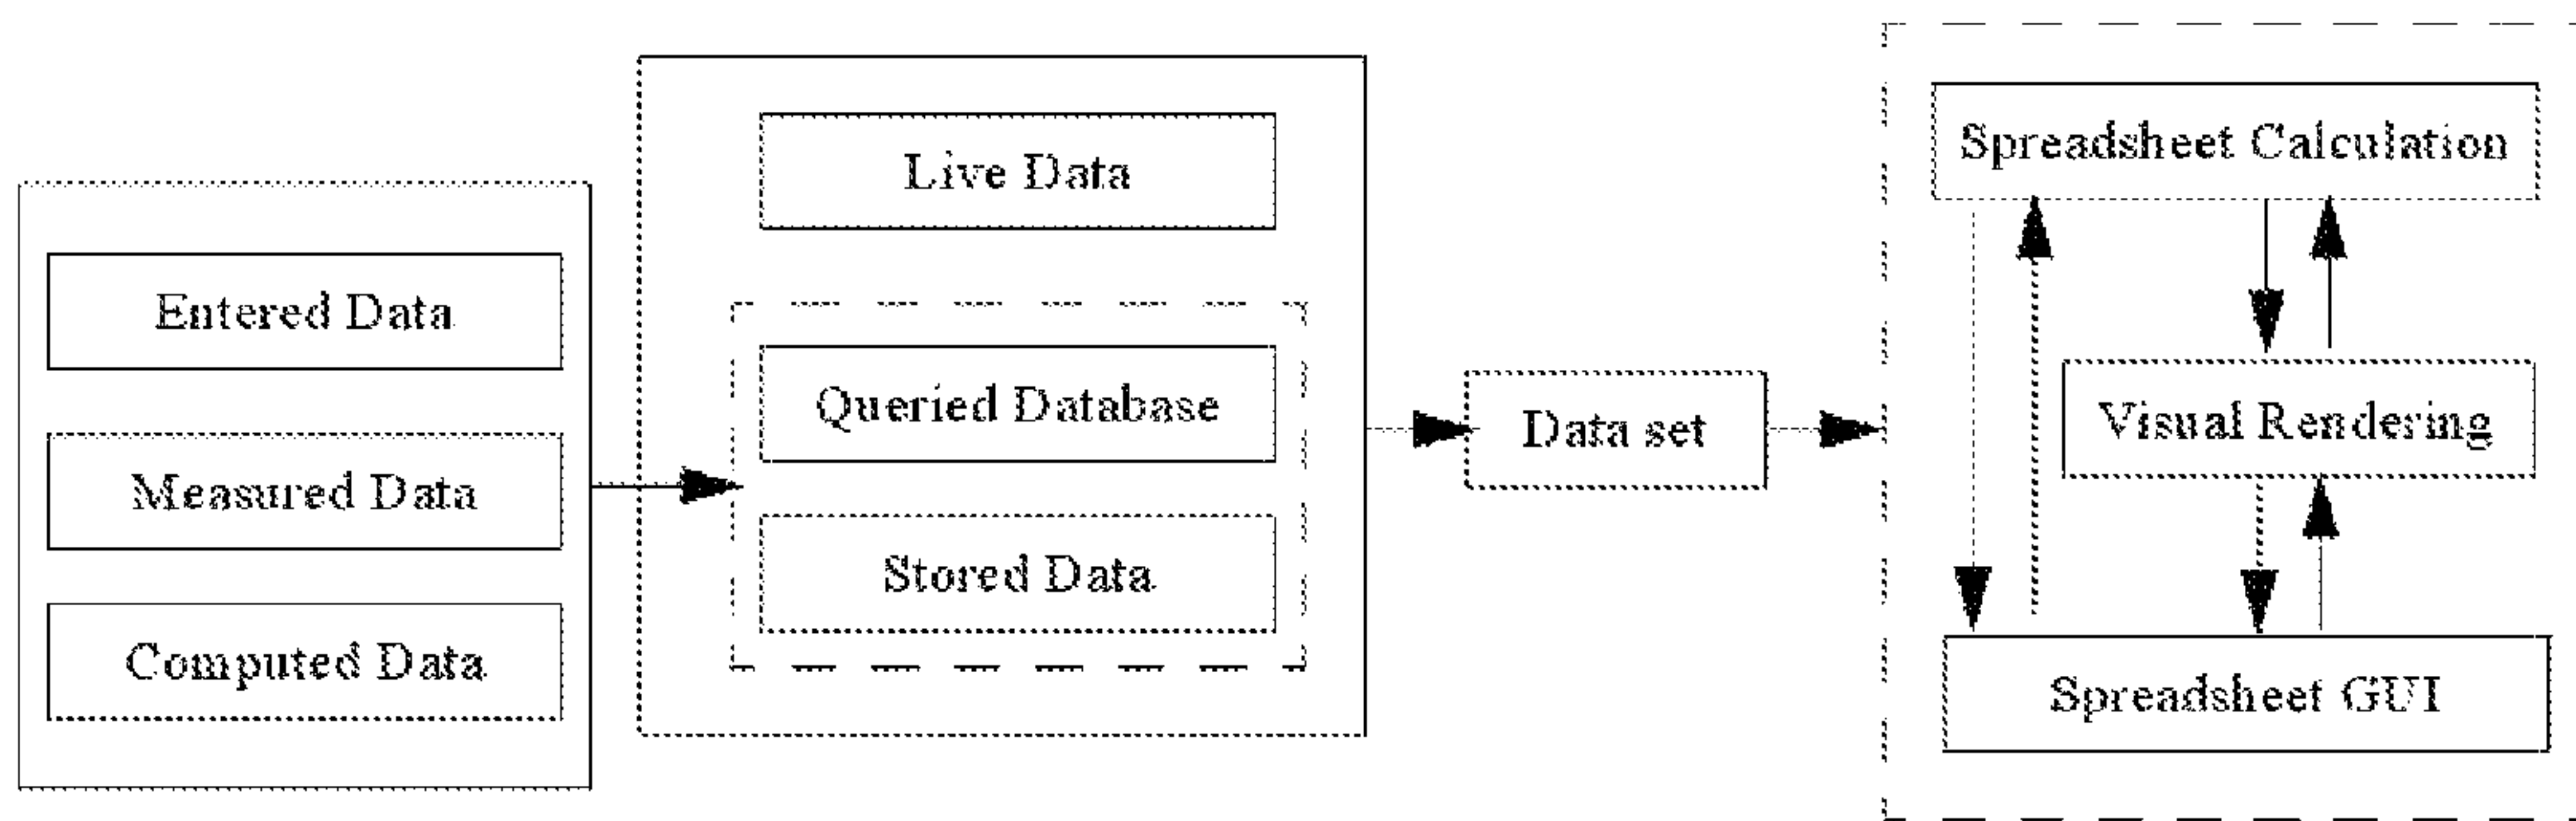 Entered Data
Measured Data
Computed Data
Live Data
Queried Database
Stored Data
Data set
Spreadsheet Calculation
Visual Rendering
Spreadsheet GUI